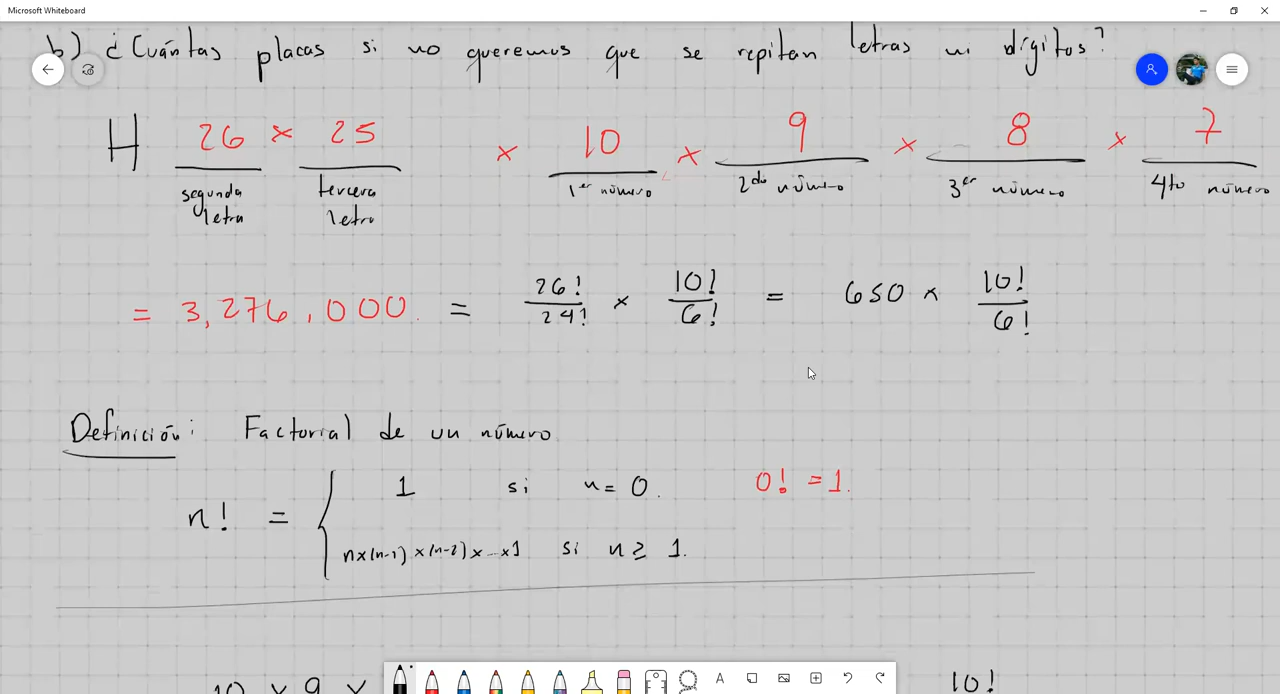 Microsoft Whiteboard
b) ¿Cuántas placas si no queremos que se repitan letras ni dígitos?
H 26 × 25 × 10 × 9 × 8 × 7
segunda letra tercera letra 1er número 2do número 3er número 4to número
= 3,276,000. = 26!/24! × 10!/6! = 650 × 10!/6!
Definición: Factorial de un número
n! = { 1 si n=0. 0! = 1.
n×(n-1)×(n-2)×...×1 si n ≥ 1.
10 × 9 × 10!
A